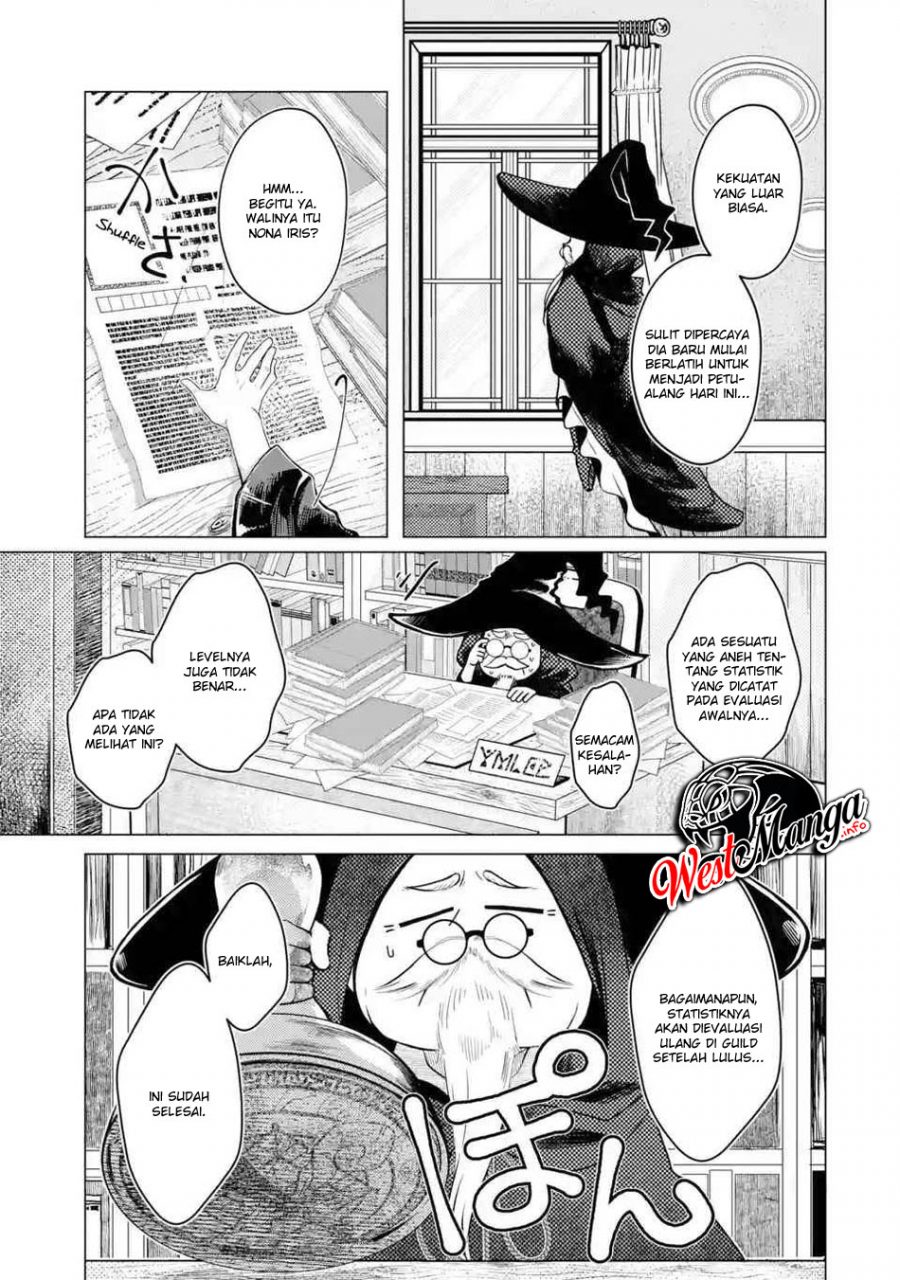 KEKUATAN
YANG LUAR
BIASA.
SULIT DIPERCAYA
DIA BARU MULAI
BERLATIH UNTUK
MENJADI PETU-
ALANG HARI INI...
HMM...
BEGITU YA.
WALINYA ITU
NONA IRIS?
ガ
サ
Shuffle
ADA SESUATU
YANG ANEH TEN-
TANG STATISTIK
YANG DICATAT
PADA EVALUASI
AWALNYA...
SEMACAM
KESALA-
HAN?
LEVELNYA
JUGA TIDAK
BENAR...
APA TIDAK
ADA YANG
MELIHAT INI?
WestManga
.info
BAGAIMANAPUN,
STATISTIKNYA
AKAN DIEVALUASI
ULANG DI GUILD
SETELAH LULUS...
BAIKLAH,
INI SUDAH
SELESAI.
ぽん